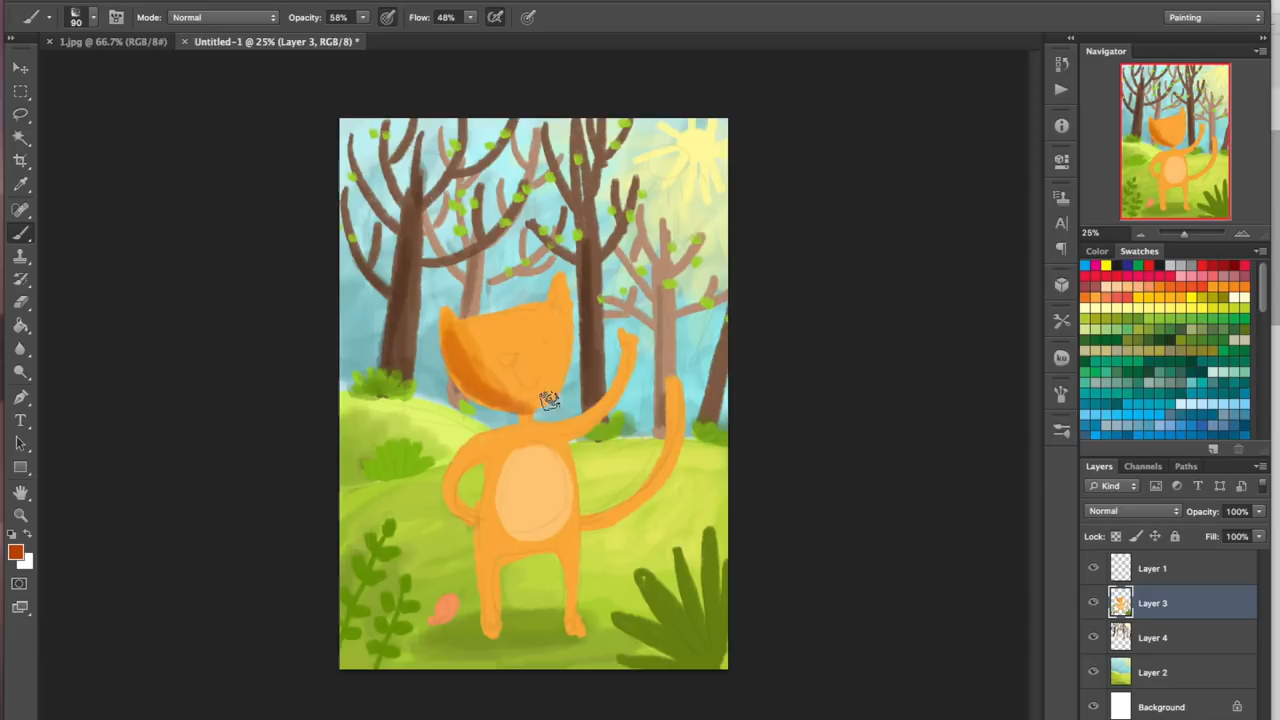 90 Mode: Normal Opacity: 58% Flow: 48% Painting
× 1.jpg @ 66.7% (RGB/8#) × Untitled-1 @ 25% (Layer 3, RGB/8) *
Navigator
25%
Color Swatches
Layers Channels Paths
Kind
Normal Opacity: 100%
Lock: Fill: 100%
Layer 1
Layer 3
Layer 4
Layer 2
Background